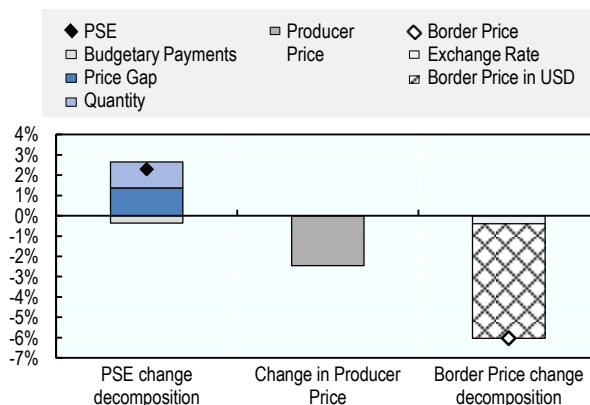 PSE
Budgetary Payments
Price Gap
Quantity
Producer
Price
Border Price
Exchange Rate
Border Price in USD
4%
3%
2%
1%
0%
-1%
-2%
-3%
-4%
-5%
-6%
-7%
PSE change
decomposition
Change in Producer
Price
Border Price change
decomposition